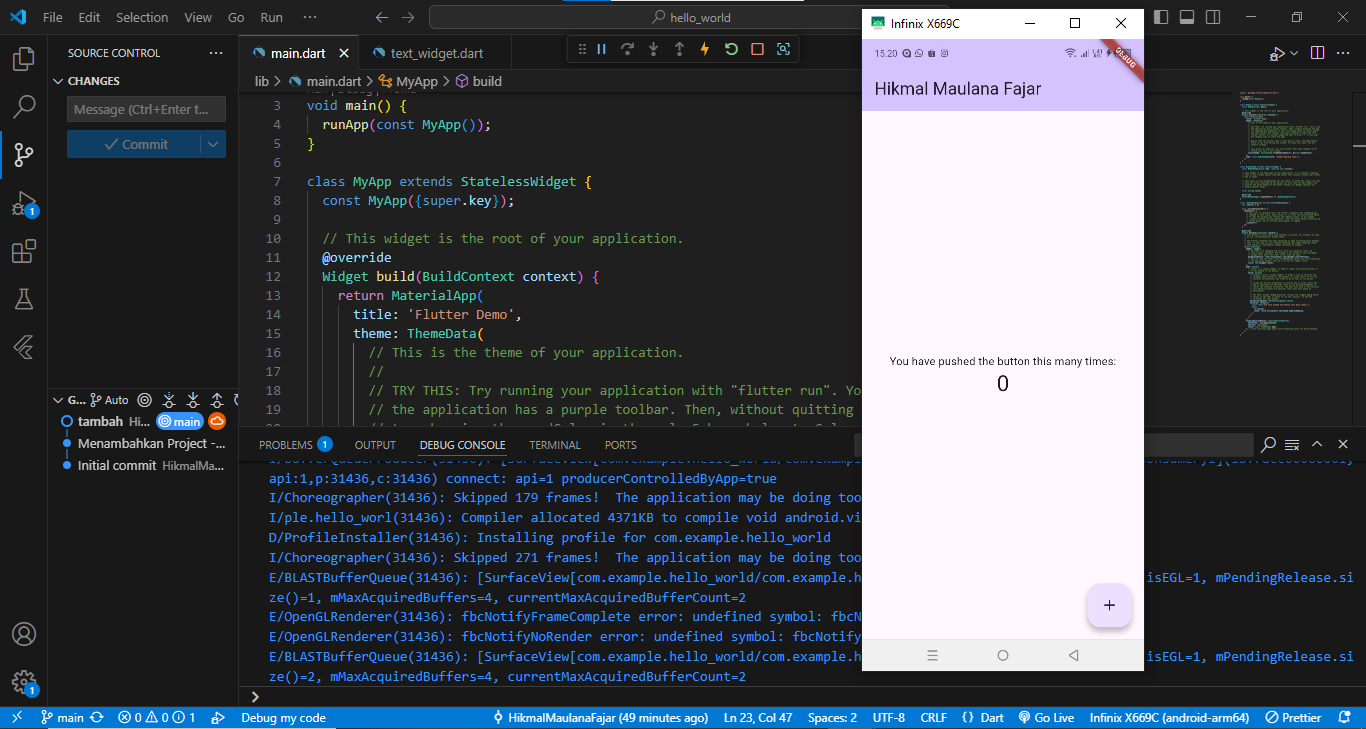 File Edit Selection View Go Run ··· hello_world
SOURCE CONTROL ···
CHANGES
Message (Ctrl+Enter t...
Commit
1
G... Auto
tambah Hi... main
Menambahkan Project -...
Initial commit HikmalMa...
1
main.dart text_widget.dart
lib > main.dart > MyApp > build
3 void main() {
4 runApp(const MyApp());
5 }
6
7 class MyApp extends StatelessWidget {
8 const MyApp({super.key});
9
10 // This widget is the root of your application.
11 @override
12 Widget build(BuildContext context) {
13 return MaterialApp(
14 title: 'Flutter Demo',
15 theme: ThemeData(
16 // This is the theme of your application.
17 //
18 // TRY THIS: Try running your application with "flutter run". Yo
19 // the application has a purple toolbar. Then, without quitting
PROBLEMS 1 OUTPUT DEBUG CONSOLE TERMINAL PORTS
api:1,p:31436,c:31436) connect: api=1 producerControlledByApp=true
I/Choreographer(31436): Skipped 179 frames! The application may be doing too
I/ple.hello_worl(31436): Compiler allocated 4371KB to compile void android.vi
D/ProfileInstaller(31436): Installing profile for com.example.hello_world
I/Choreographer(31436): Skipped 271 frames! The application may be doing too
E/BLASTBufferQueue(31436): [SurfaceView[com.example.hello_world/com.example.h isEGL=1, mPendingRelease.si
ze()=1, mMaxAcquiredBuffers=4, currentMaxAcquiredBufferCount=2
E/OpenGLRenderer(31436): fbcNotifyFrameComplete error: undefined symbol: fbcN
E/OpenGLRenderer(31436): fbcNotifyNoRender error: undefined symbol: fbcNotify
E/BLASTBufferQueue(31436): [SurfaceView[com.example.hello_world/com.example.h isEGL=1, mPendingRelease.si
ze()=2, mMaxAcquiredBuffers=4, currentMaxAcquiredBufferCount=2
Infinix X669C
15.20
DEBUG
Hikmal Maulana Fajar
You have pushed the button this many times:
0
+
main 0 0 1 Debug my code HikmalMaulanaFajar (49 minutes ago) Ln 23, Col 47 Spaces: 2 UTF-8 CRLF {} Dart Go Live Infinix X669C (android-arm64) Prettier